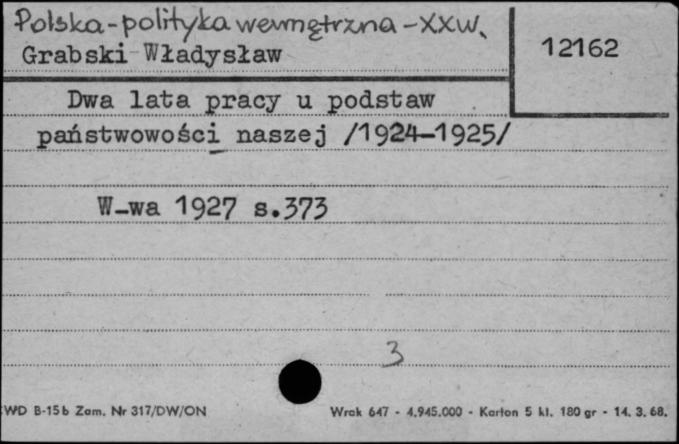 Polska-polityka wewnętrzna-XXw.
Grabski Władysław
12162
Dwa lata pracy u podstaw
państwowości naszej /1924-1925/
W-wa 1927 s.373
3
WD B-15b Zam. Nr 317/DW/ON
Wrak 647 - 4.945.000 - Karton 5 kl. 180 gr - 14. 3. 68.